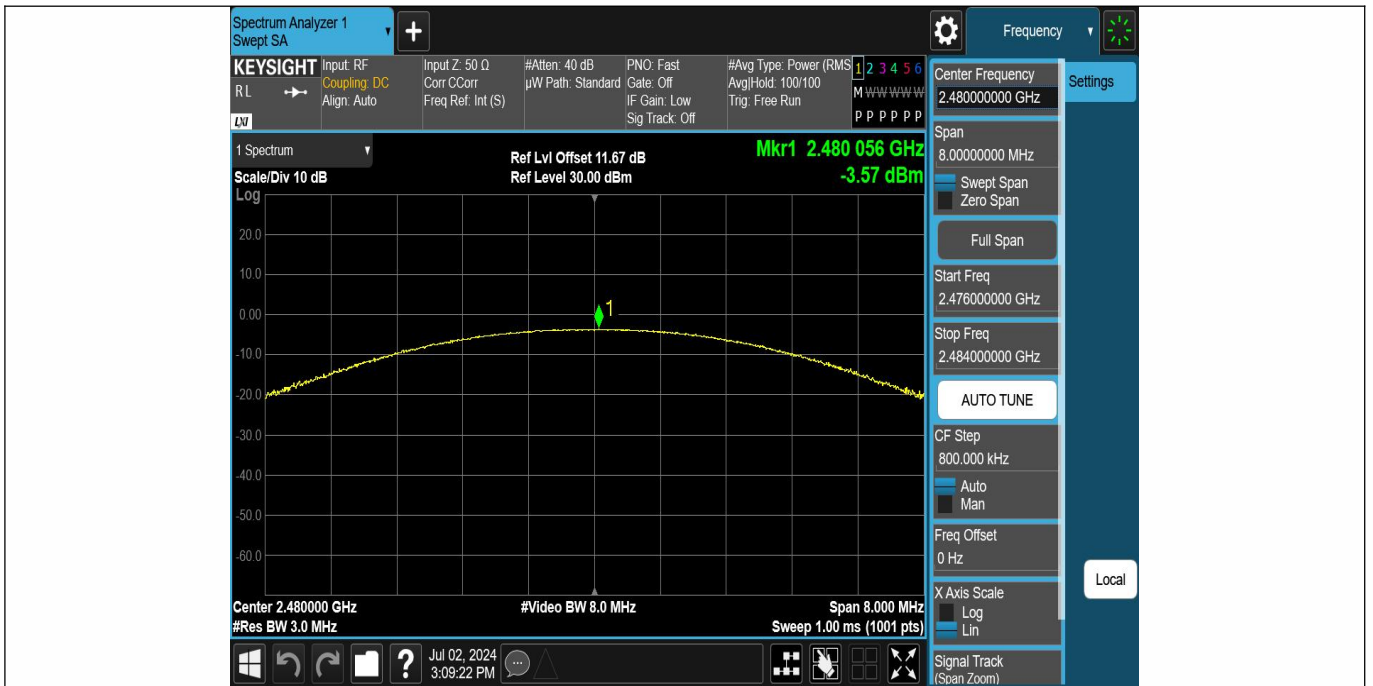 Spectrum Analyzer 1
Swept SA
Frequency
KEYSIGHT
RL
LXI
Input: RF
Coupling: DC
Align: Auto
Input Z: 50 Ω
Corr CCorr
Freq Ref: Int (S)
#Atten: 40 dB
µW Path: Standard
PNO: Fast
Gate: Off
IF Gain: Low
Sig Track: Off
#Avg Type: Power (RMS
Avg|Hold: 100/100
Trig: Free Run
1 2 3 4 5 6
M W W W W W
P P P P P P
1 Spectrum
Scale/Div 10 dB
Ref Lvl Offset 11.67 dB
Ref Level 30.00 dBm
Mkr1 2.480 056 GHz
-3.57 dBm
Log
20.0
10.0
0.00
-10.0
-20.0
-30.0
-40.0
-50.0
-60.0
1
Center 2.480000 GHz
#Video BW 8.0 MHz
Span 8.000 MHz
#Res BW 3.0 MHz
Sweep 1.00 ms (1001 pts)
Center Frequency
2.480000000 GHz
Settings
Span
8.00000000 MHz
Swept Span
Zero Span
Full Span
Start Freq
2.476000000 GHz
Stop Freq
2.484000000 GHz
AUTO TUNE
CF Step
800.000 kHz
Auto
Man
Freq Offset
0 Hz
Local
X Axis Scale
Log
Lin
Signal Track
(Span Zoom)
?
Jul 02, 2024
3:09:22 PM